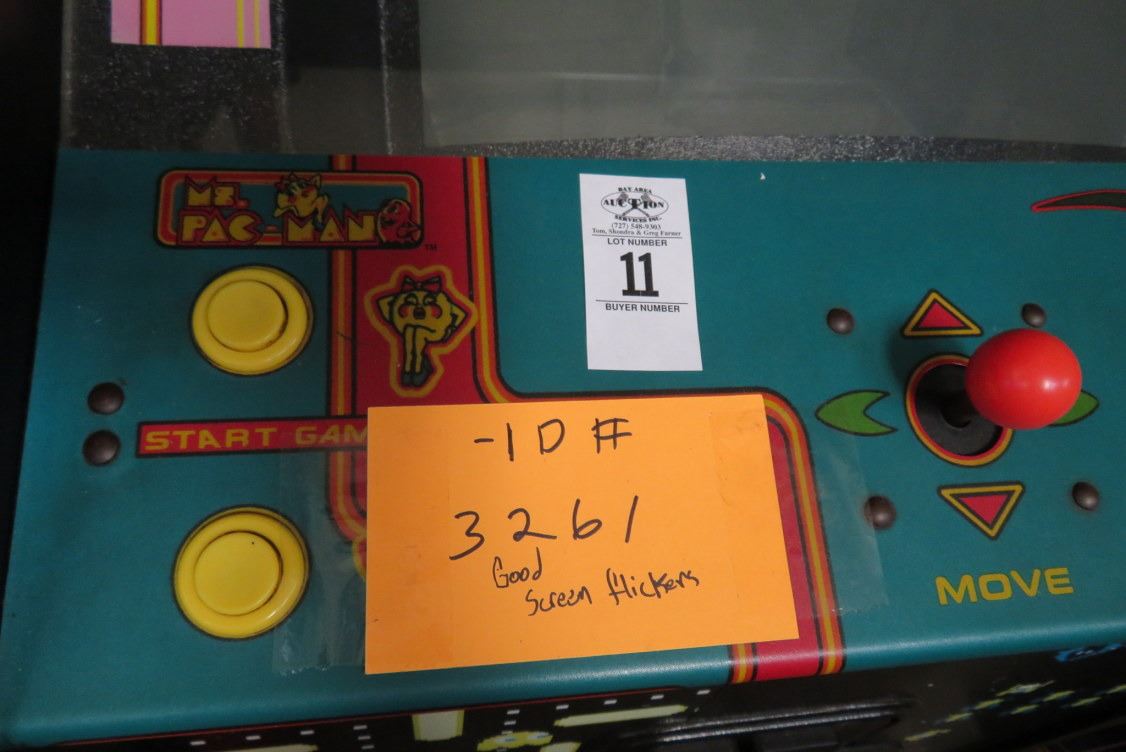 Ms.
PAC-MAN
TM
BAY AREA
AUCTION
SERVICES INC.
(727) 548-9303
Tom, Shondra & Greg Farner
LOT NUMBER
11
BUYER NUMBER
START GAM
-ID#
3261
Good
Screen flickers
MOVE